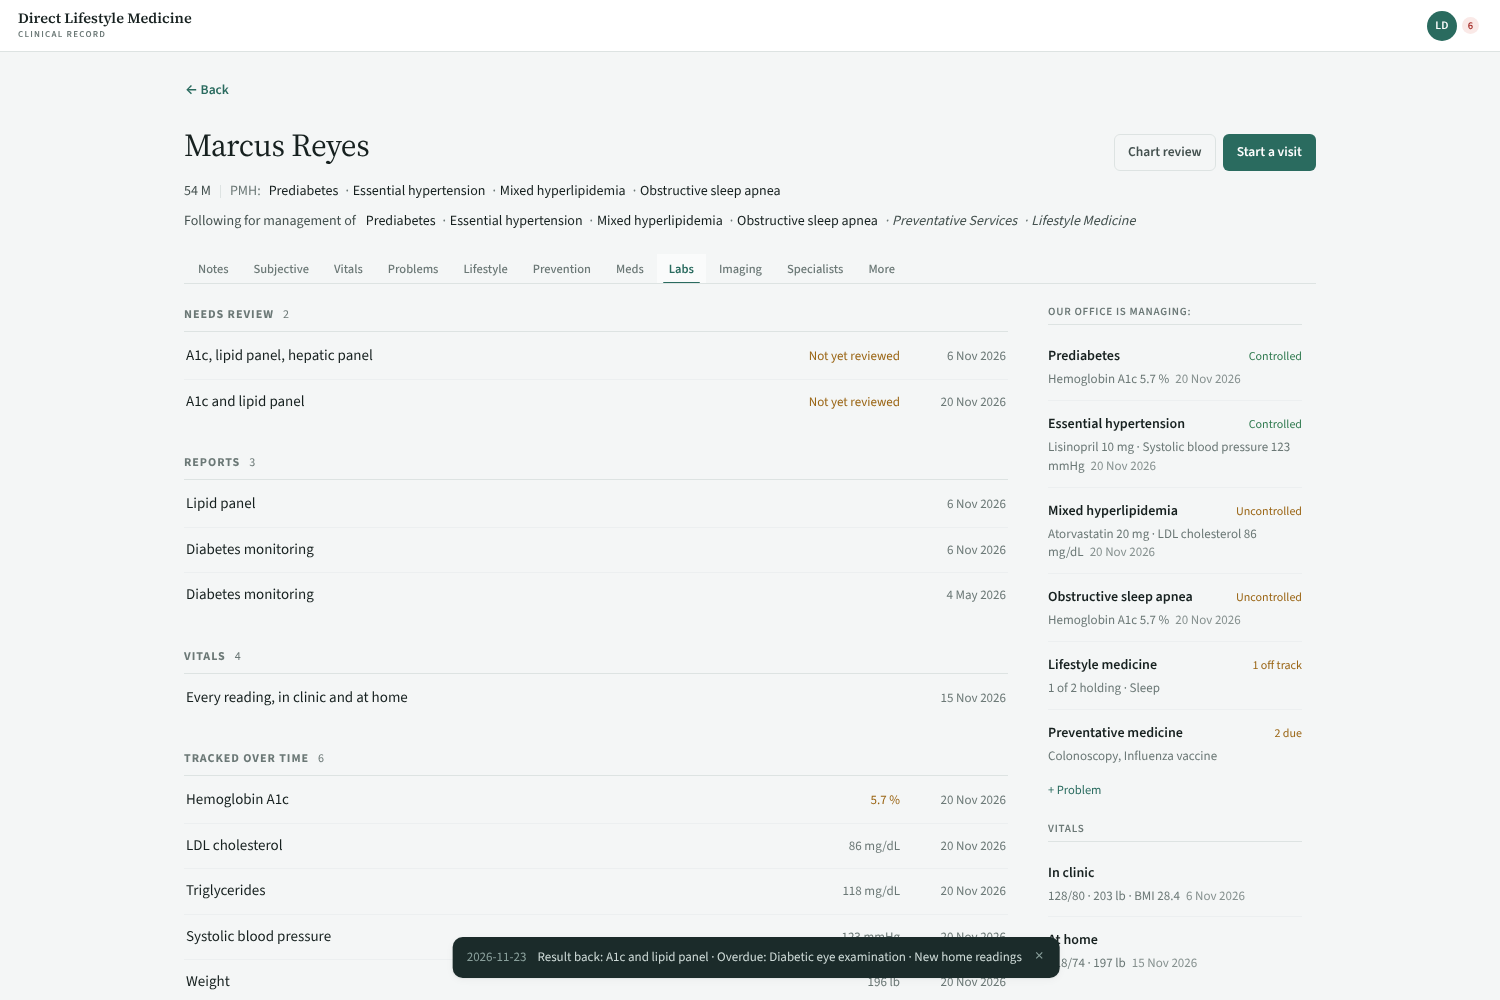 Direct Lifestyle Medicine
CLINICAL RECORD
LD 6
← Back
Marcus Reyes
Chart review
Start a visit
54 M | PMH: Prediabetes · Essential hypertension · Mixed hyperlipidemia · Obstructive sleep apnea
Following for management of Prediabetes · Essential hypertension · Mixed hyperlipidemia · Obstructive sleep apnea · Preventative Services · Lifestyle Medicine
Notes Subjective Vitals Problems Lifestyle Prevention Meds Labs Imaging Specialists More
NEEDS REVIEW 2
A1c, lipid panel, hepatic panel Not yet reviewed 6 Nov 2026
A1c and lipid panel Not yet reviewed 20 Nov 2026
REPORTS 3
Lipid panel 6 Nov 2026
Diabetes monitoring 6 Nov 2026
Diabetes monitoring 4 May 2026
VITALS 4
Every reading, in clinic and at home 15 Nov 2026
TRACKED OVER TIME 6
Hemoglobin A1c 5.7 % 20 Nov 2026
LDL cholesterol 86 mg/dL 20 Nov 2026
Triglycerides 118 mg/dL 20 Nov 2026
Systolic blood pressure 123 mmHg 20 Nov 2026
Weight 196 lb 20 Nov 2026
OUR OFFICE IS MANAGING:
Prediabetes Controlled
Hemoglobin A1c 5.7 % 20 Nov 2026
Essential hypertension Controlled
Lisinopril 10 mg · Systolic blood pressure 123
mmHg 20 Nov 2026
Mixed hyperlipidemia Uncontrolled
Atorvastatin 20 mg · LDL cholesterol 86
mg/dL 20 Nov 2026
Obstructive sleep apnea Uncontrolled
Hemoglobin A1c 5.7 % 20 Nov 2026
Lifestyle medicine 1 off track
1 of 2 holding · Sleep
Preventative medicine 2 due
Colonoscopy, Influenza vaccine
+ Problem
VITALS
In clinic
128/80 · 203 lb · BMI 28.4 6 Nov 2026
At home
8/74 · 197 lb 15 Nov 2026
2026-11-23 Result back: A1c and lipid panel · Overdue: Diabetic eye examination · New home readings ×